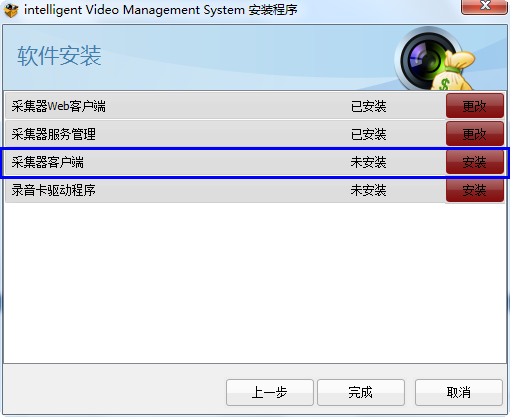 intelligent Video Management System 安装程序
软件安装
采集器Web客户端 已安装 更改
采集器服务管理 已安装 更改
采集器客户端 未安装 安装
录音卡驱动程序 未安装 安装
上一步 完成 取消